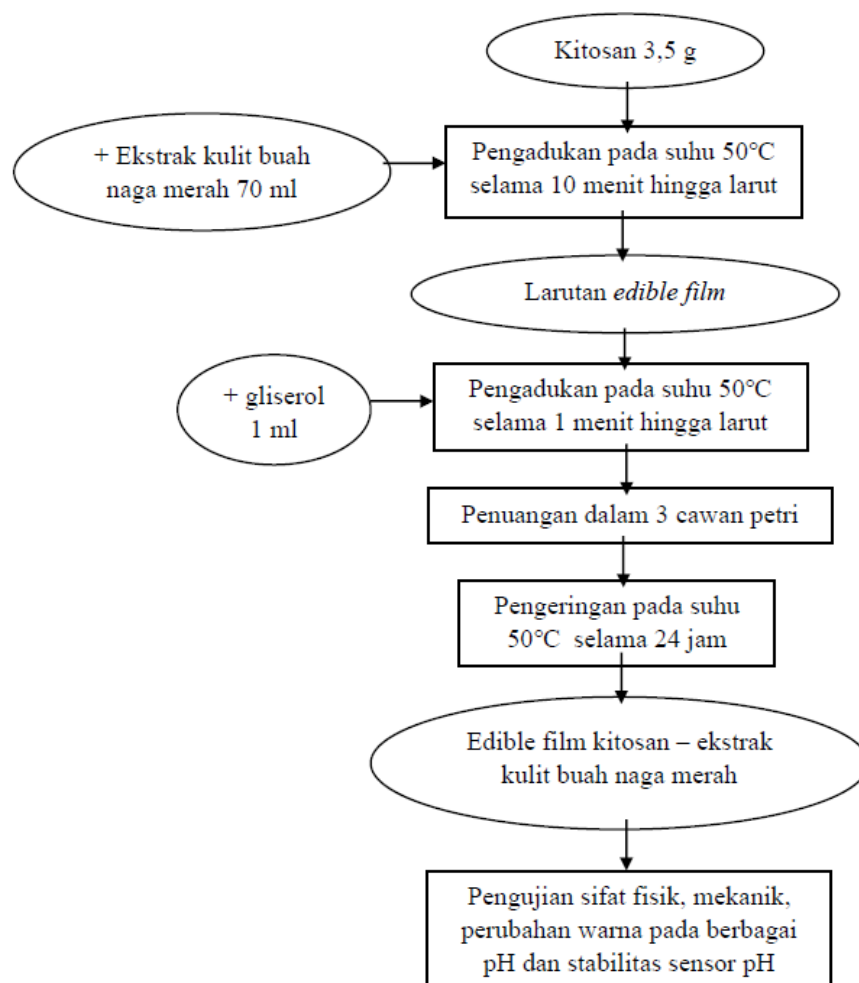 Kitosan 3,5 g
+ Ekstrak kulit buah
naga merah 70 ml
Pengadukan pada suhu 50°C
selama 10 menit hingga larut
Larutan edible film
+ gliserol
1 ml
Pengadukan pada suhu 50°C
selama 1 menit hingga larut
Penuangan dalam 3 cawan petri
Pengeringan pada suhu
50°C selama 24 jam
Edible film kitosan – ekstrak
kulit buah naga merah
Pengujian sifat fisik, mekanik,
perubahan warna pada berbagai
pH dan stabilitas sensor pH